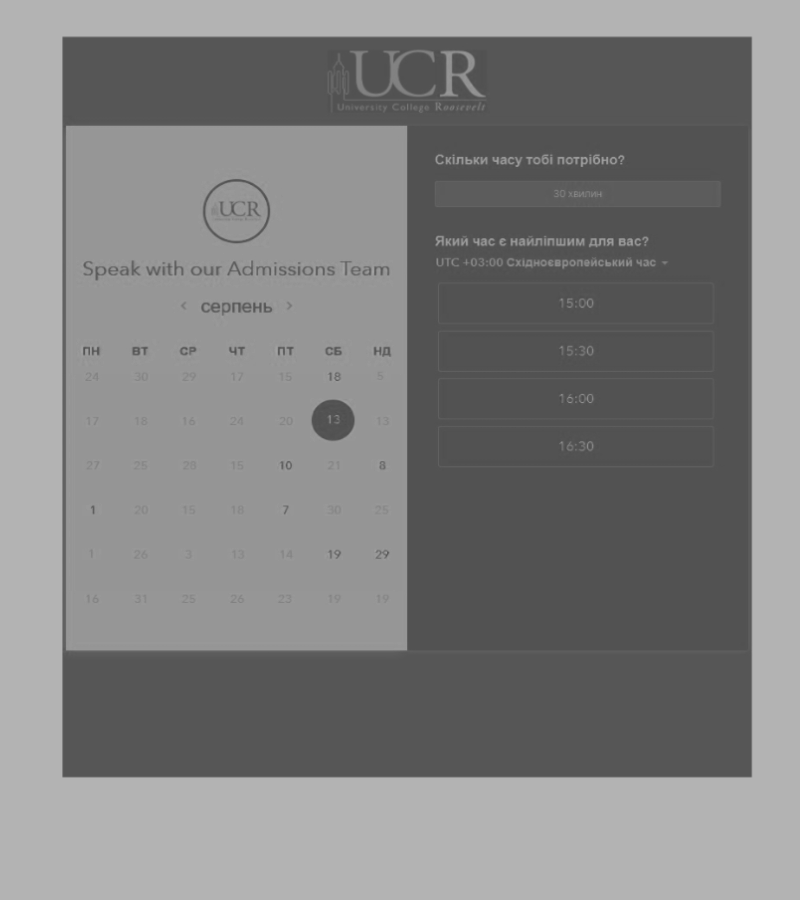 UCR
University College Roosevelt
UCR
Speak with our Admissions Team
< серпень >
ПН ВТ СР ЧТ ПТ СБ НД
24 30 29 17 15 18 5
17 18 16 24 20 13 13
27 25 28 15 10 21 8
1 20 15 18 7 30 25
1 26 3 13 14 19 29
16 31 25 26 23 19 19
Скільки часу тобі потрібно?
30 хвилин
Який час є найліпшим для вас?
UTC +03:00 Східноєвропейський час
15:00
15:30
16:00
16:30